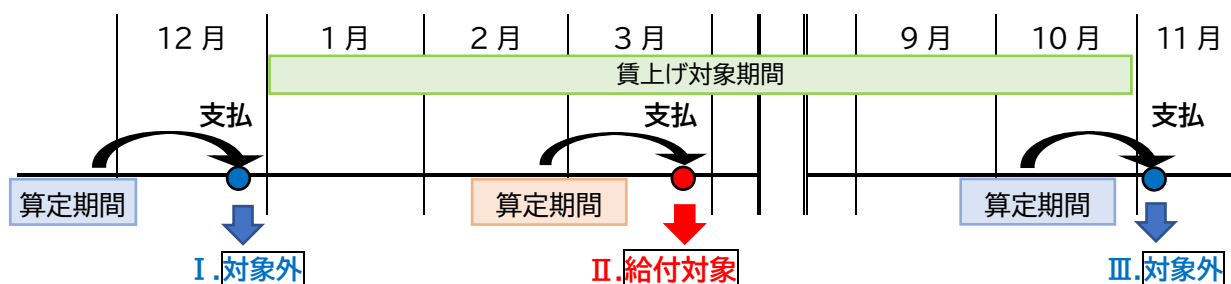 12月 1月 2月 3月 9月 10月 11月
賃上げ対象期間
支払 支払 支払
算定期間 算定期間 算定期間
Ⅰ.対象外 Ⅱ.給付対象 Ⅲ.対象外